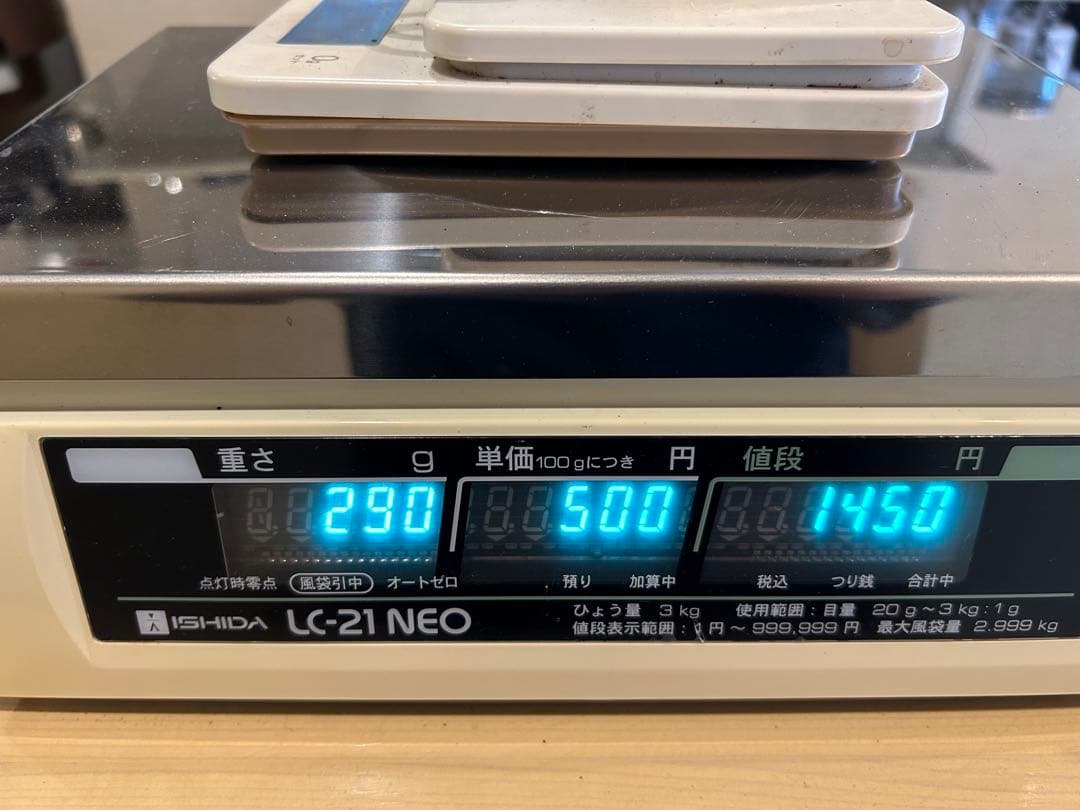 重さ g 単価100gにつき 円 値段 円
290 500 1450
点灯時零点 風袋引中 オートゼロ 預り 加算中 税込 つり銭 合計中
ISHIDA LC-21 NEO
ひょう量 3kg 使用範囲:目量 20g~3kg:1g
値段表示範囲:1円~999,999円 最大風袋量 2.999kg